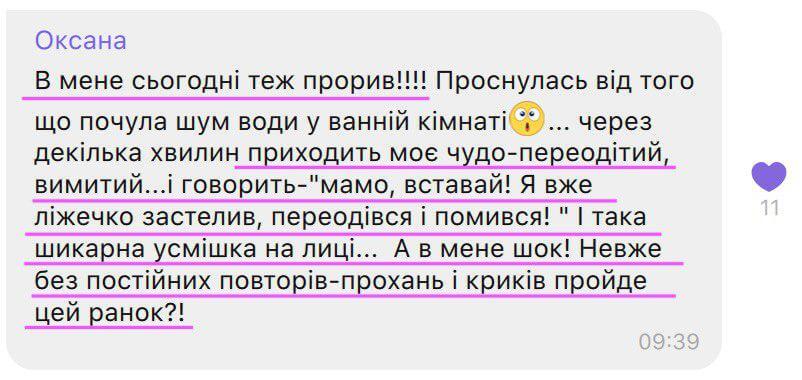 Оксана
В мене сьогодні теж прорив!!!! Проснулась від того
що почула шум води у ванній кімнаті😲... через
декілька хвилин приходить моє чудо-переодітий,
вимитий...і говорить-"мамо, вставай! Я вже
ліжечко застелив, переодівся і помився! " І така
шикарна усмішка на лиці... А в мене шок! Невже
без постійних повторів-прохань і криків пройде
цей ранок?!
09:39
11